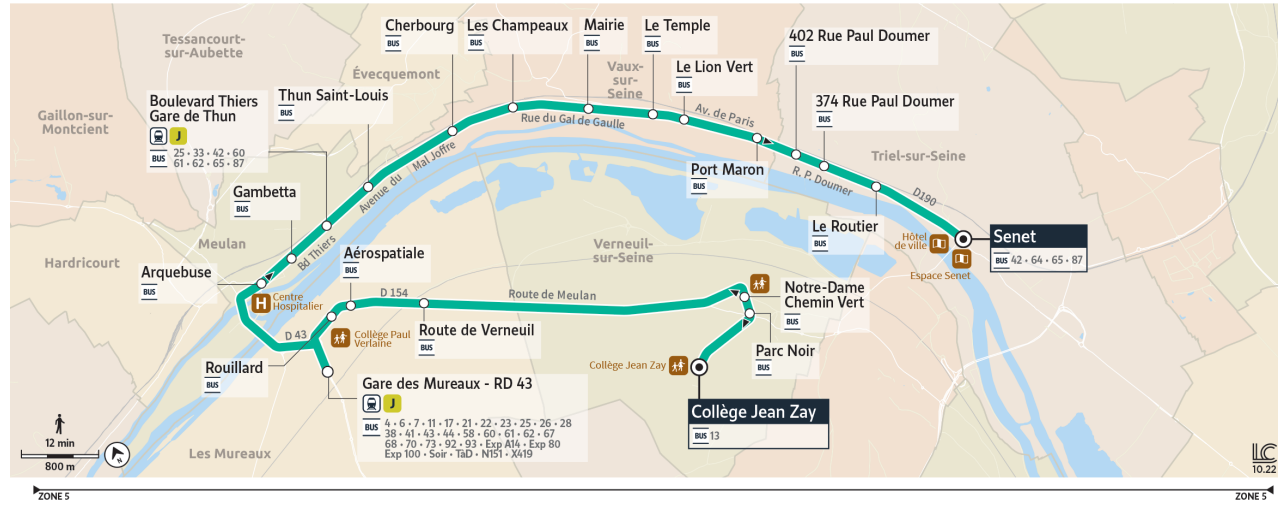 Tessancourt-
sur-Aubette
Cherbourg
BUS
Les Champeaux
BUS
Mairie
BUS
Le Temple
BUS
402 Rue Paul Doumer
BUS
Évecquemont
Vaux-
sur-
Seine
Le Lion Vert
BUS
Gaillon-sur-
Montcient
Boulevard Thiers
Gare de Thun
J
BUS 25 • 33 • 42 • 60
61 • 62 • 65 • 87
Thun Saint-Louis
BUS
374 Rue Paul Doumer
BUS
Rue du Gal de Gaulle
Av. de Paris
Triel-sur-Seine
Avenue du Mal Joffre
Port Maron
BUS
R. P. Doumer
D190
Gambetta
BUS
Bd Thiers
Le Routier
BUS
Hôtel
de ville
Senet
BUS 42 • 64 • 65 • 87
Espace Senet
Meulan
Hardricourt
Arquebuse
BUS
Aérospatiale
BUS
Verneuil-
sur-Seine
H
Centre
Hospitalier
D 154
Route de Meulan
Notre-Dame
Chemin Vert
BUS
D 43
Collège Paul
Verlaine
Route de Verneuil
BUS
Parc Noir
BUS
Rouillard
BUS
Collège Jean Zay
Gare des Mureaux - RD 43
J
BUS 4 • 6 • 7 • 11 • 17 • 21 • 22 • 23 • 25 • 26 • 28
38 • 41 • 43 • 44 • 58 • 60 • 61 • 62 • 67
68 • 70 • 73 • 92 • 93 • Exp A14 • Exp 80
Exp 100 • Soir • TàD • N151 • X419
Collège Jean Zay
BUS 13
12 min
800 m
N
Les Mureaux
LC
10.22
ZONE 5
ZONE 5